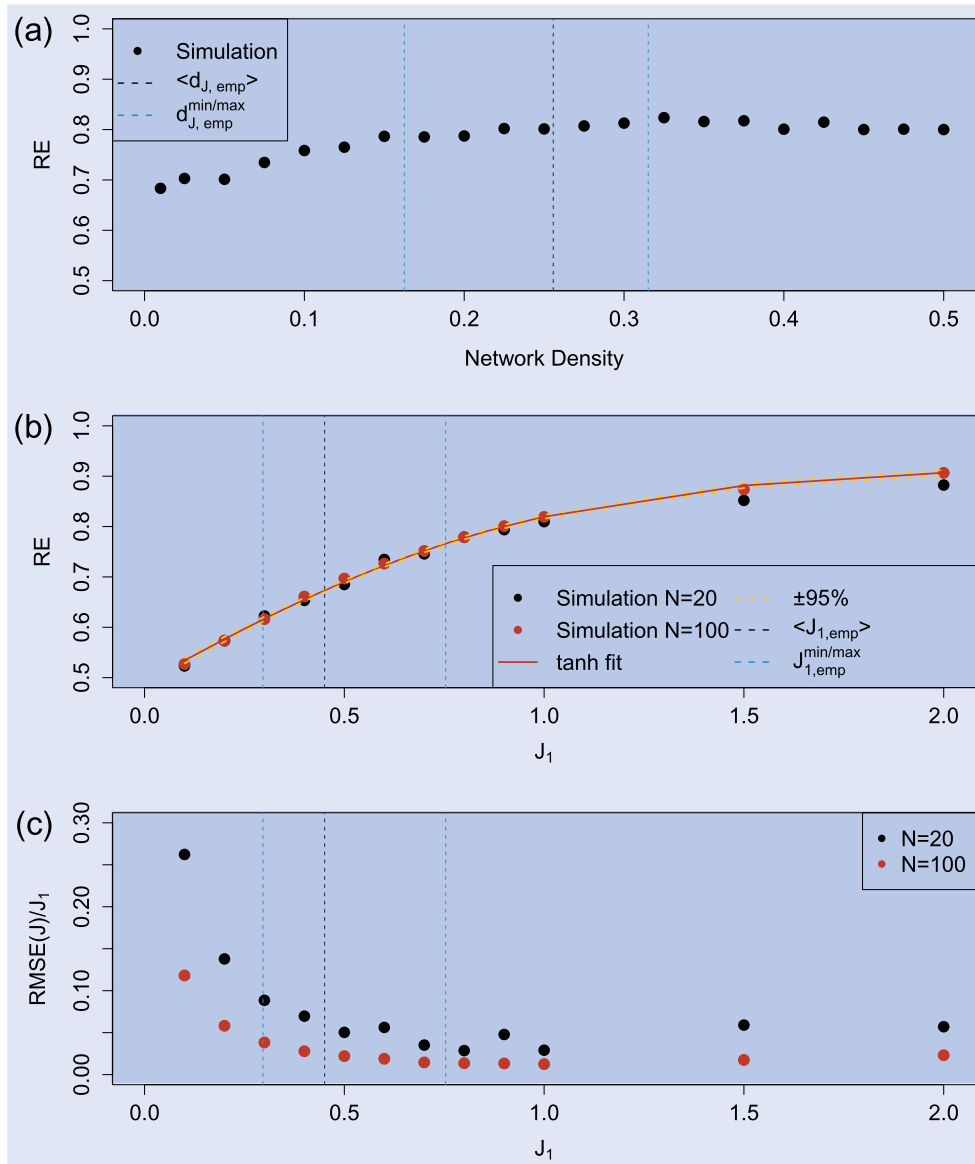 (a)
1.0
0.9
0.8
0.7
0.6
0.5
RE
Simulation
<d_J, emp>
d_J, emp^min/max
0.0 0.1 0.2 0.3 0.4 0.5
Network Density
(b)
1.0
0.9
0.8
0.7
0.6
0.5
RE
Simulation N=20
Simulation N=100
tanh fit
±95%
<J_1,emp>
J_1,emp^min/max
0.0 0.5 1.0 1.5 2.0
J_1
(c)
0.30
0.20
0.10
0.00
RMSE(J)/J_1
N=20
N=100
0.0 0.5 1.0 1.5 2.0
J_1